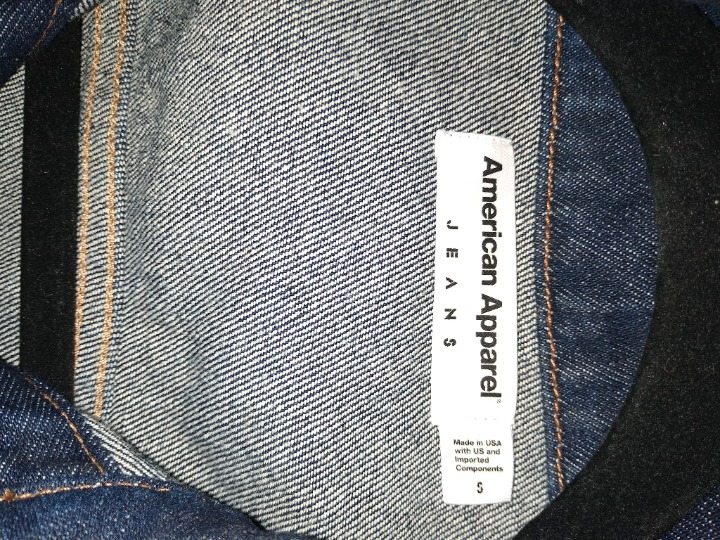 American Apparel®
JEANS
Made in USA
with US and
Imported
Components
S